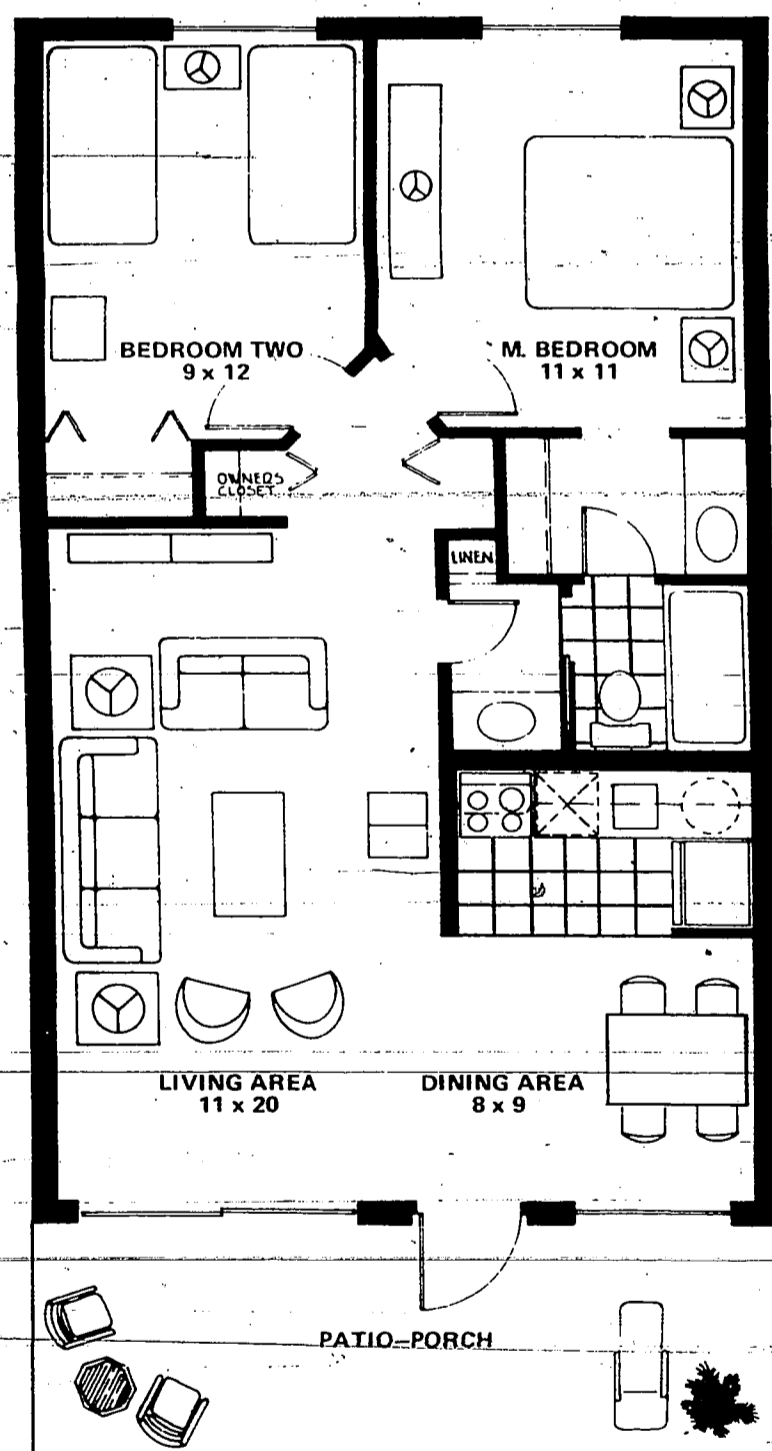 BEDROOM TWO
9 x 12
M. BEDROOM
11 x 11
OWNERS
CLOSET
LINEN
LIVING AREA
11 x 20
DINING AREA
8 x 9
PATIO-PORCH